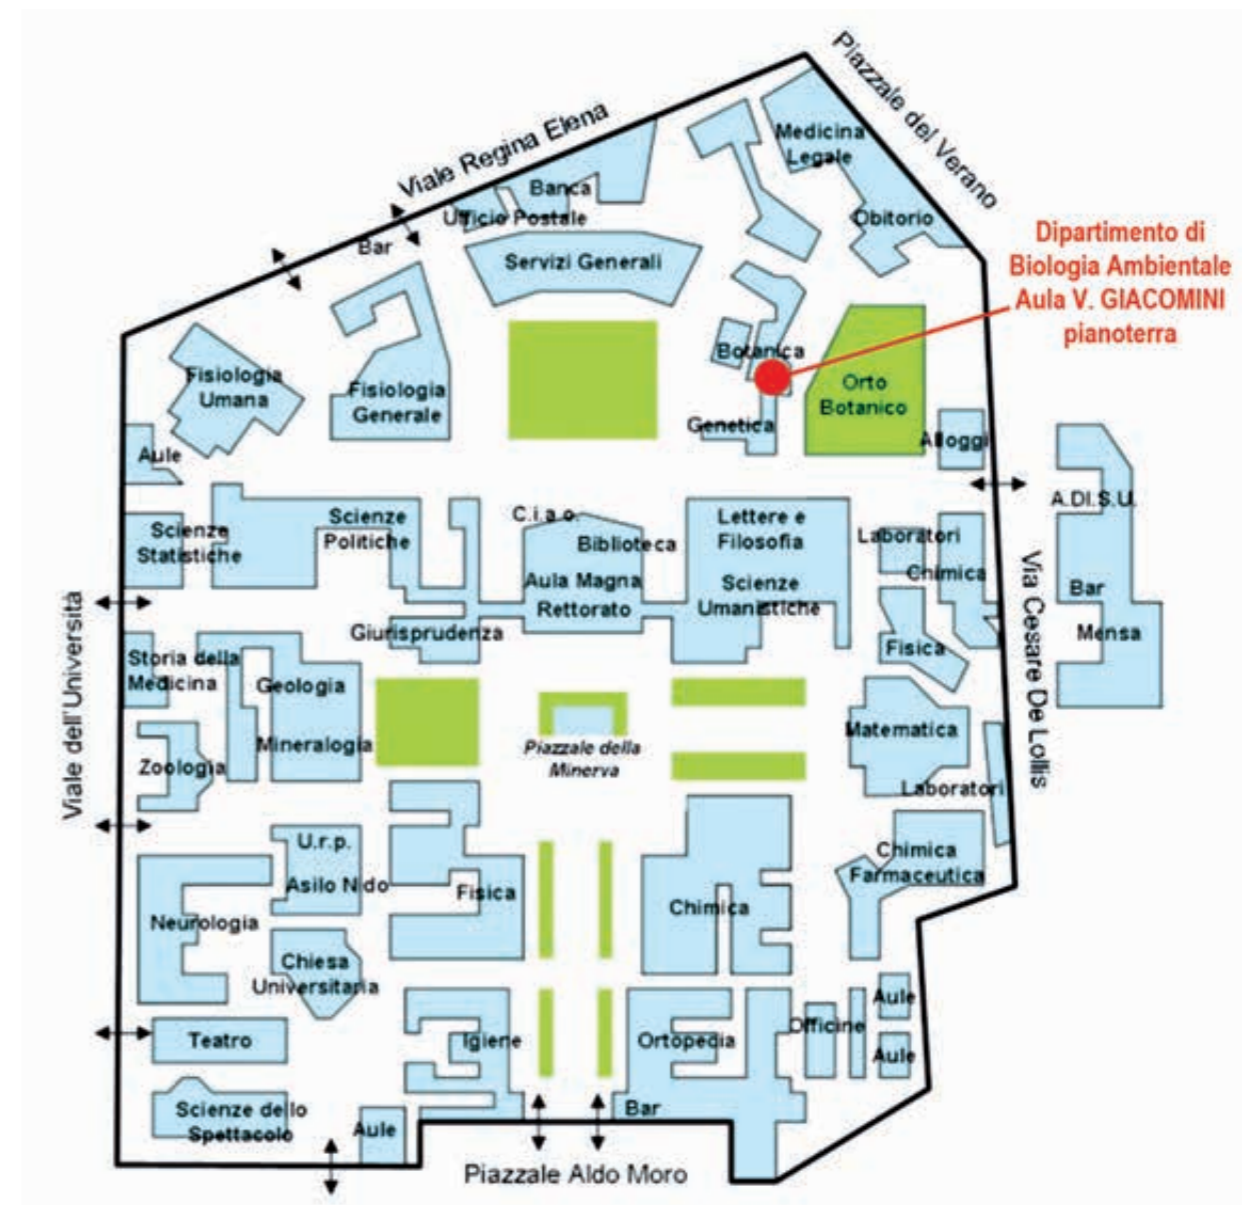 Piazzale del Verano
Viale Regina Elena
Medicina
Legale
Banca
Ufficio Postale
Obitorio
Bar
Servizi Generali
Dipartimento di
Biologia Ambientale
Aula V. GIACOMINI
pianoterra
Botanica
Fisiologia
Umana
Fisiologia
Generale
Orto
Botanico
Genetica
Alloggi
Aule
A.DI.S.U.
Scienze
Statistiche
Scienze
Politiche
C.i.a.o.
Biblioteca
Lettere e
Filosofia
Laboratori
Chimica
Aula Magna
Rettorato
Scienze
Umanistiche
Bar
Mensa
Giurisprudenza
Fisica
Viale dell'Università
Via Cesare De Lollis
Storia della
Medicina
Geologia
Mineralogia
Zoologia
Piazzale della
Minerva
Matematica
Laboratori
U.r.p.
Asilo Nido
Fisica
Chimica
Farmaceutica
Chimica
Neurologia
Chiesa
Universitaria
Aule
Officine
Aule
Teatro
Igiene
Ortopedia
Scienze dello
Spettacolo
Aule
Bar
Piazzale Aldo Moro